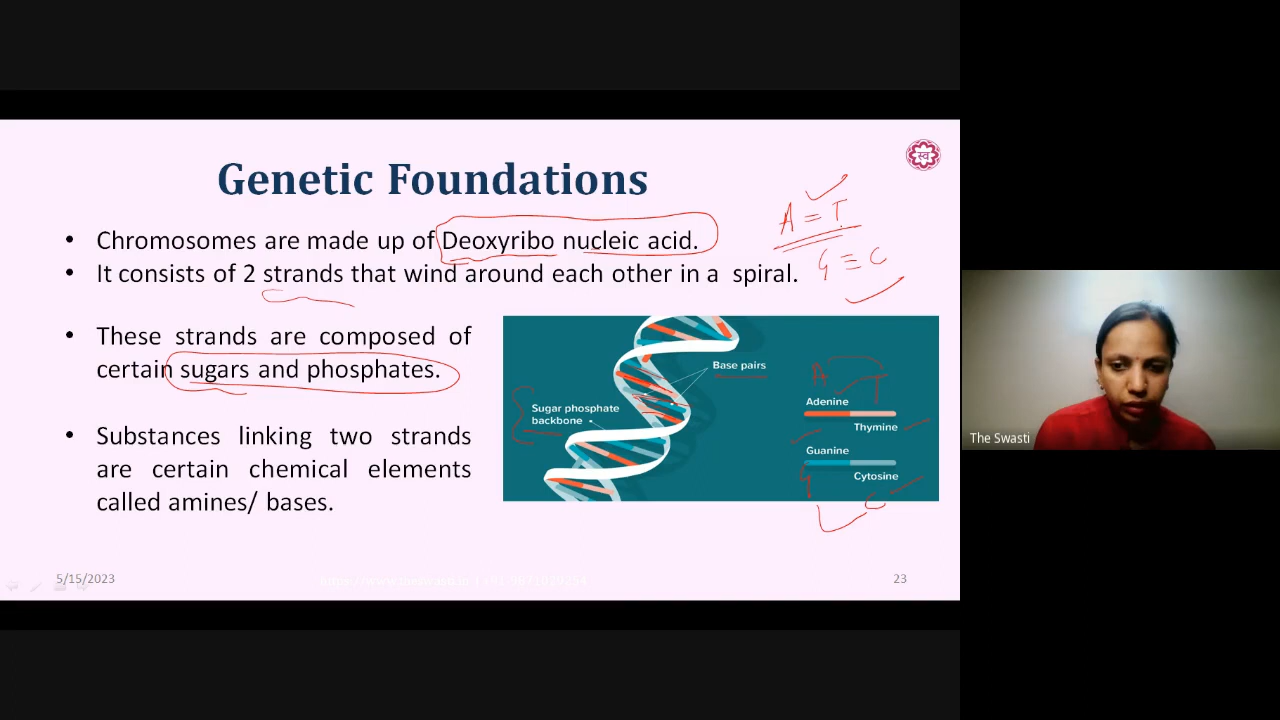 Genetic Foundations
स्व
• Chromosomes are made up of Deoxyribo nucleic acid.
• It consists of 2 strands that wind around each other in a spiral.
A = T
G ≡ C
• These strands are composed of
certain sugars and phosphates.
• Substances linking two strands
are certain chemical elements
called amines/ bases.
Base pairs
Sugar phosphate
backbone
A T
Adenine
Thymine
Guanine
Cytosine
G C
5/15/2023
23
The Swasti